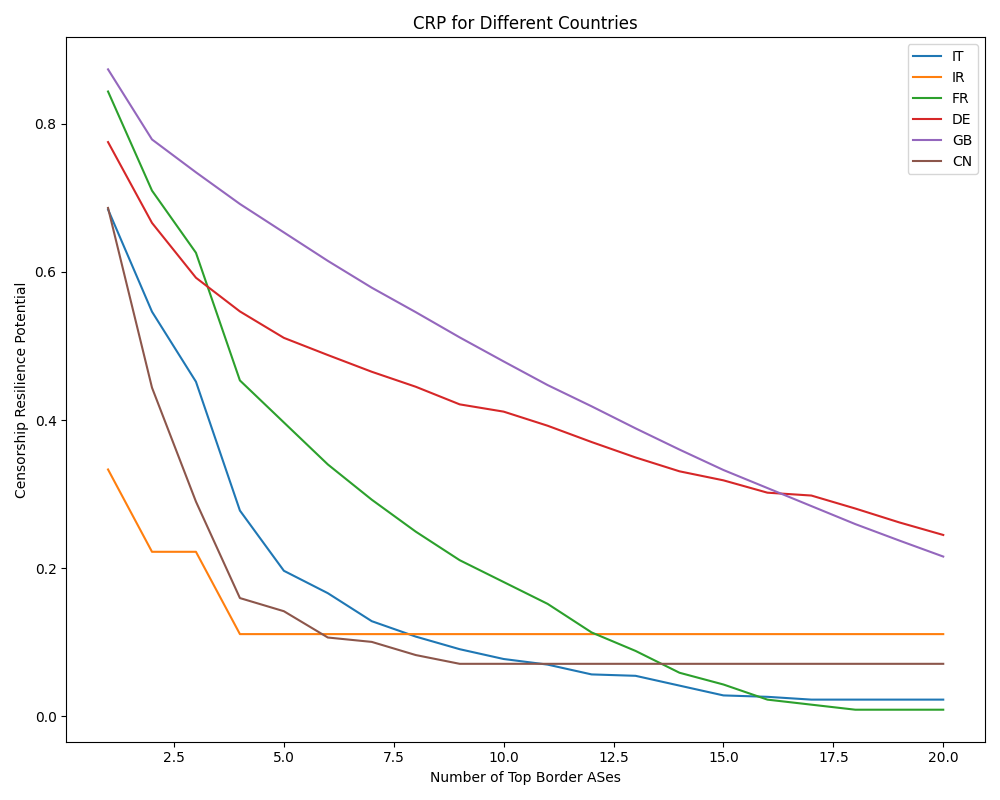 CRP for Different Countries
IT
IR
FR
DE
GB
CN
Censorship Resilience Potential
0.8
0.6
0.4
0.2
0.0
2.5 5.0 7.5 10.0 12.5 15.0 17.5 20.0
Number of Top Border ASes